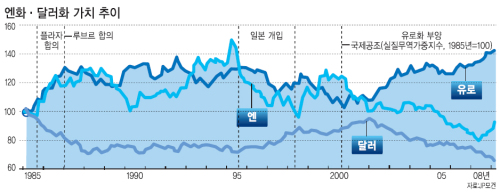 엔화·달러화 가치 추이
플라자 합의
루브르 합의
일본 개입
유로화 부양
국제공조(실질무역가중지수, 1985년=100)
160
140
120
100
80
60
엔
달러
유로
1985
1990
95
2000
05
08년
자료:JP모건